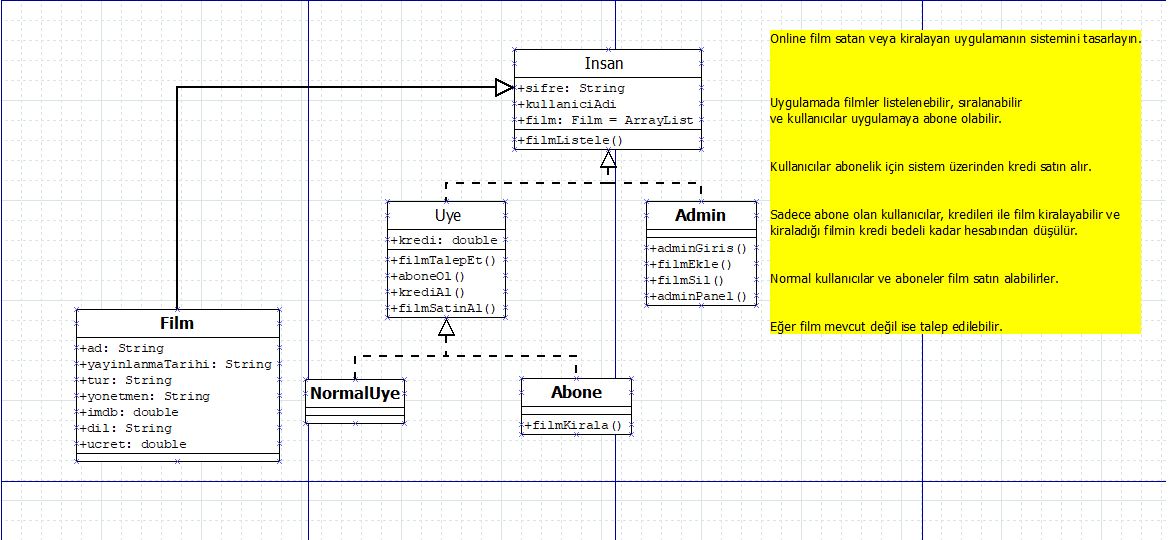 Insan
+sifre: String
+kullaniciAdi
+film: Film = ArrayList
+filmListele()
Uye
+kredi: double
+filmTalepEt()
+aboneOl()
+krediAl()
+filmSatinAl()
Admin
+adminGiris()
+filmEkle()
+filmSil()
+adminPanel()
Film
+ad: String
+yayinlanmaTarihi: String
+tur: String
+yonetmen: String
+imdb: double
+dil: String
+ucret: double
NormalUye
Abone
+filmKirala()
Online film satan veya kiralayan uygulamanın sistemini tasarlayın.
Uygulamada filmler listelenebilir, sıralanabilir
ve kullanıcılar uygulamaya abone olabilir.
Kullanıcılar abonelik için sistem üzerinden kredi satın alır.
Sadece abone olan kullanıcılar, kredileri ile film kiralayabilir ve
kiraladığı filmin kredi bedeli kadar hesabından düşülür.
Normal kullanıcılar ve aboneler film satın alabilirler.
Eğer film mevcut değil ise talep edilebilir.